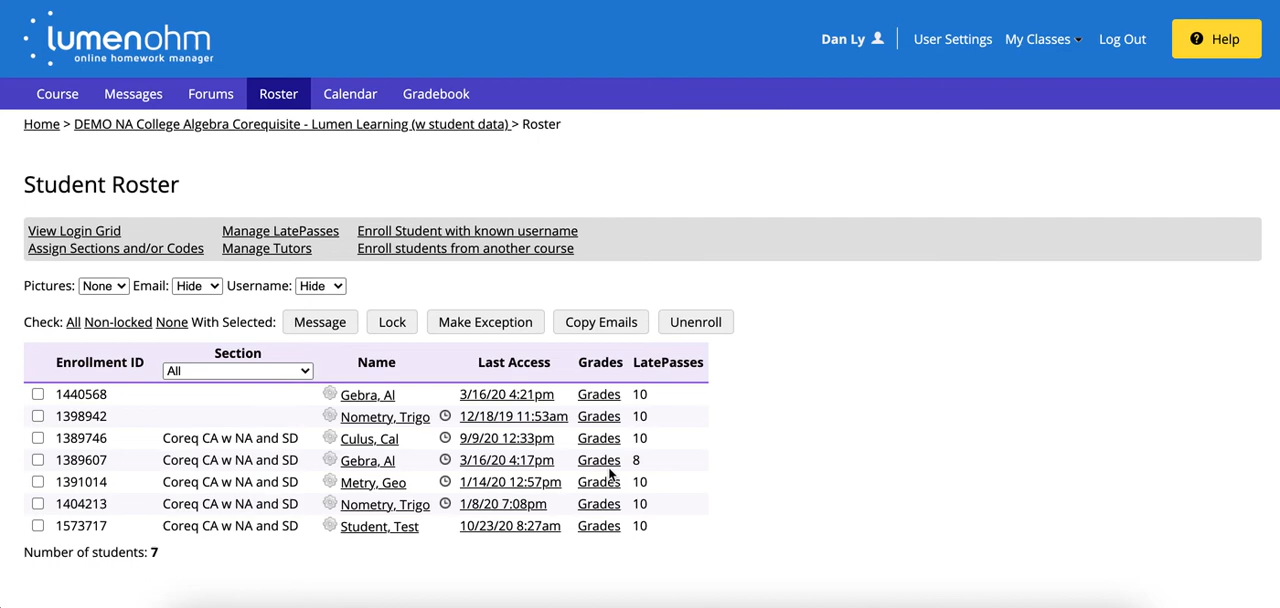 lumenohm
online homework manager
Dan Ly User Settings My Classes Log Out Help
Course Messages Forums Roster Calendar Gradebook
Home > DEMO NA College Algebra Corequisite - Lumen Learning (w student data) > Roster
Student Roster
View Login Grid Manage LatePasses Enroll Student with known username
Assign Sections and/or Codes Manage Tutors Enroll students from another course
Pictures: None Email: Hide Username: Hide
Check: All Non-locked None With Selected: Message Lock Make Exception Copy Emails Unenroll
Enrollment ID Section Name Last Access Grades LatePasses
All
1440568 Gebra, Al 3/16/20 4:21pm Grades 10
1398942 Nometry, Trigo 12/18/19 11:53am Grades 10
1389746 Coreq CA w NA and SD Culus, Cal 9/9/20 12:33pm Grades 10
1389607 Coreq CA w NA and SD Gebra, Al 3/16/20 4:17pm Grades 8
1391014 Coreq CA w NA and SD Metry, Geo 1/14/20 12:57pm Grades 10
1404213 Coreq CA w NA and SD Nometry, Trigo 1/8/20 7:08pm Grades 10
1573717 Coreq CA w NA and SD Student, Test 10/23/20 8:27am Grades 10
Number of students: 7